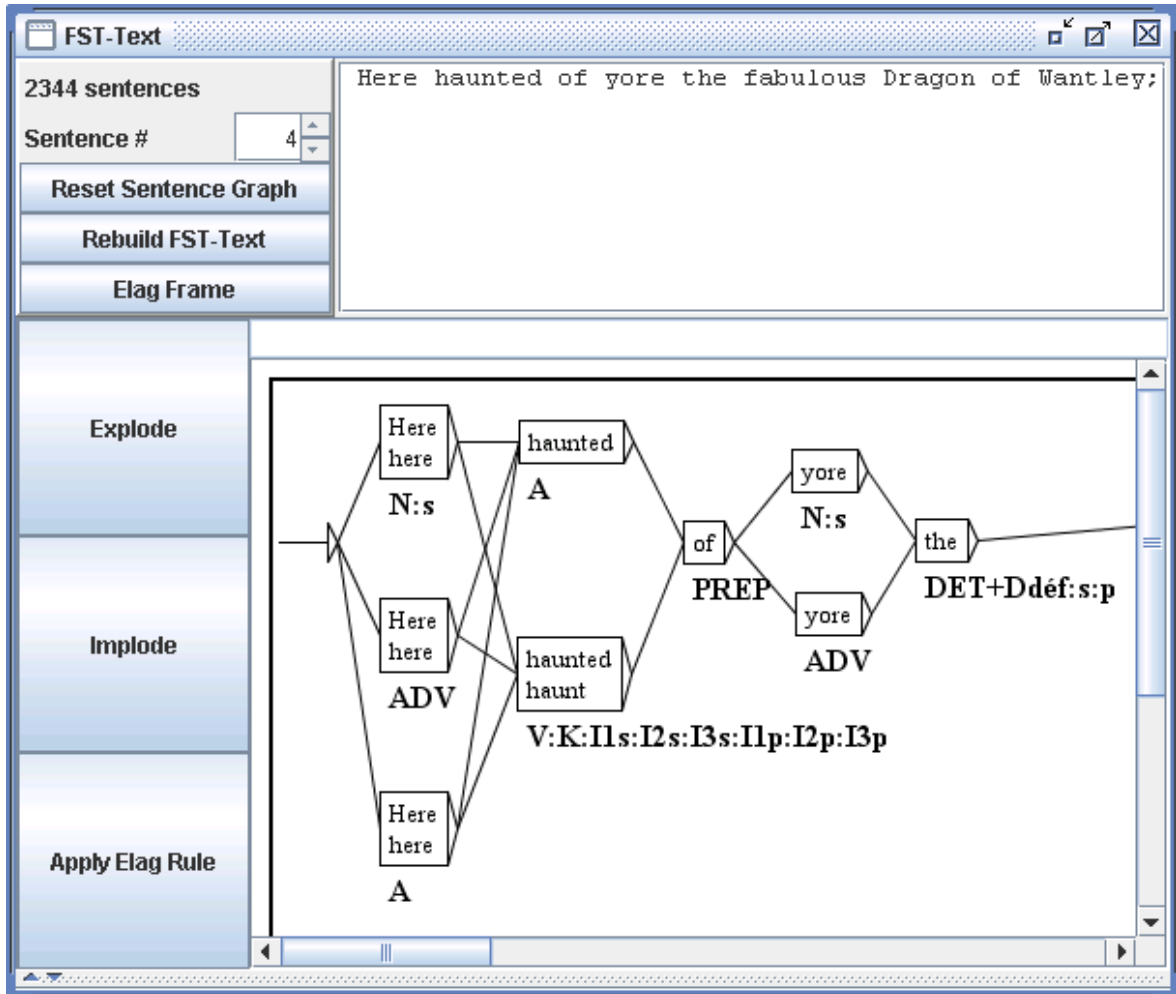 FST-Text
2344 sentences
Sentence #
4
Reset Sentence Graph
Rebuild FST-Text
Elag Frame
Here haunted of yore the fabulous Dragon of Wantley;
Explode
Implode
Apply Elag Rule
Here
here
N:s
Here
here
ADV
Here
here
A
haunted
A
haunted
haunt
V:K:I1s:I2s:I3s:I1p:I2p:I3p
of
PREP
yore
N:s
yore
ADV
the
DET+Ddéf:s:p